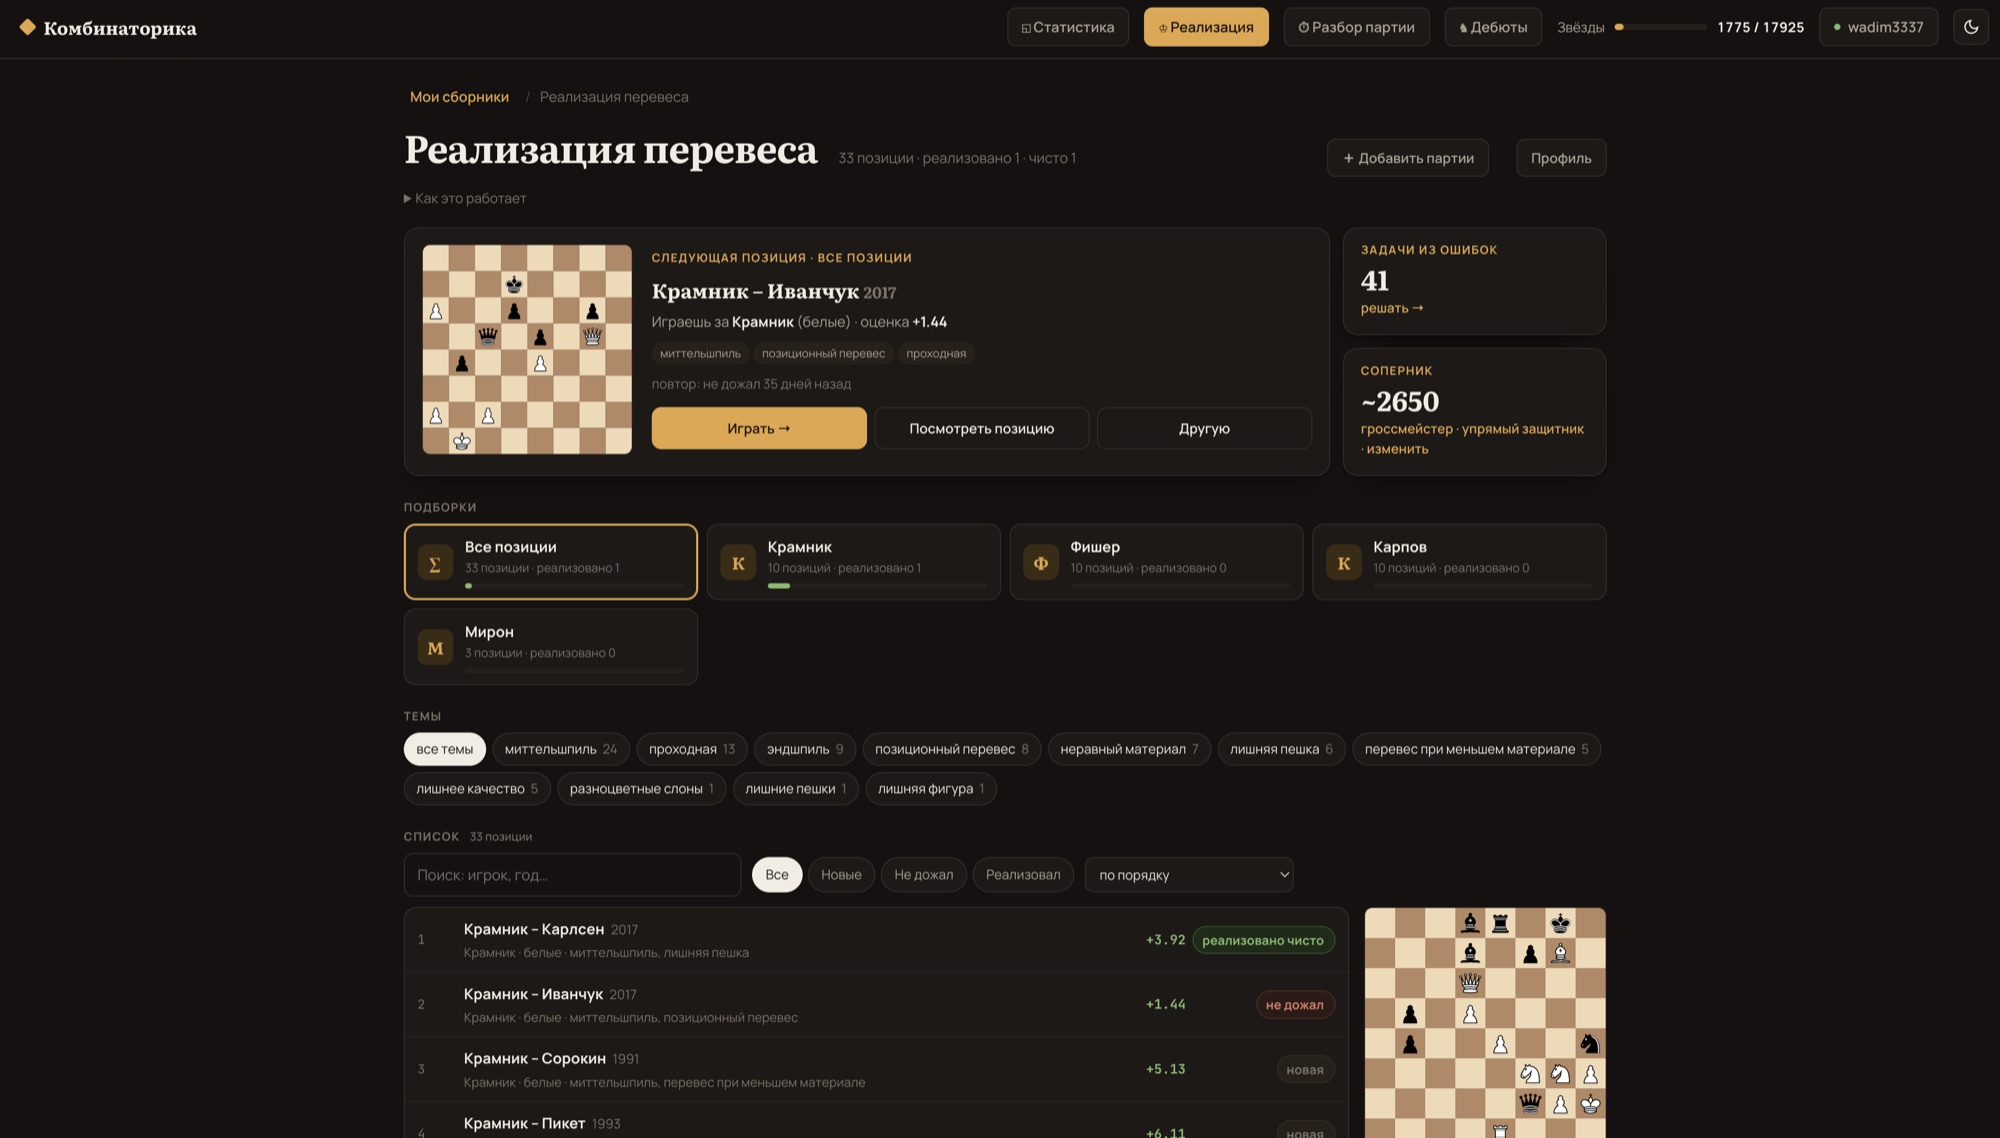 Комбинаторика
Статистика
Реализация
Разбор партии
Дебюты
Звёзды 1775 / 17925
wadim3337
Мои сборники / Реализация перевеса
Реализация перевеса 33 позиции · реализовано 1 · чисто 1
+ Добавить партии
Профиль
Как это работает
СЛЕДУЮЩАЯ ПОЗИЦИЯ · ВСЕ ПОЗИЦИИ
Крамник – Иванчук 2017
Играешь за Крамник (белые) · оценка +1.44
миттельшпиль позиционный перевес проходная
повтор: не дожал 35 дней назад
Играть →
Посмотреть позицию
Другую
ЗАДАЧИ ИЗ ОШИБОК
41
решать →
СОПЕРНИК
~2650
гроссмейстер · упрямый защитник
· изменить
ПОДБОРКИ
Σ
Все позиции
33 позиции · реализовано 1
К
Крамник
10 позиций · реализовано 1
Ф
Фишер
10 позиций · реализовано 0
К
Карпов
10 позиций · реализовано 0
М
Мирон
3 позиции · реализовано 0
ТЕМЫ
все темы миттельшпиль 24 проходная 13 эндшпиль 9 позиционный перевес 8 неравный материал 7 лишняя пешка 6 перевес при меньшем материале 5
лишнее качество 5 разноцветные слоны 1 лишние пешки 1 лишняя фигура 1
СПИСОК 33 позиции
Поиск: игрок, год…
Все Новые Не дожал Реализовал
по порядку
1 Крамник – Карлсен 2017
Крамник · белые · миттельшпиль, лишняя пешка
+3.92 реализовано чисто
2 Крамник – Иванчук 2017
Крамник · белые · миттельшпиль, позиционный перевес
+1.44 не дожал
3 Крамник – Сорокин 1991
Крамник · белые · миттельшпиль, перевес при меньшем материале
+5.13 новая
4 Крамник – Пикет 1993
+6.11 новая